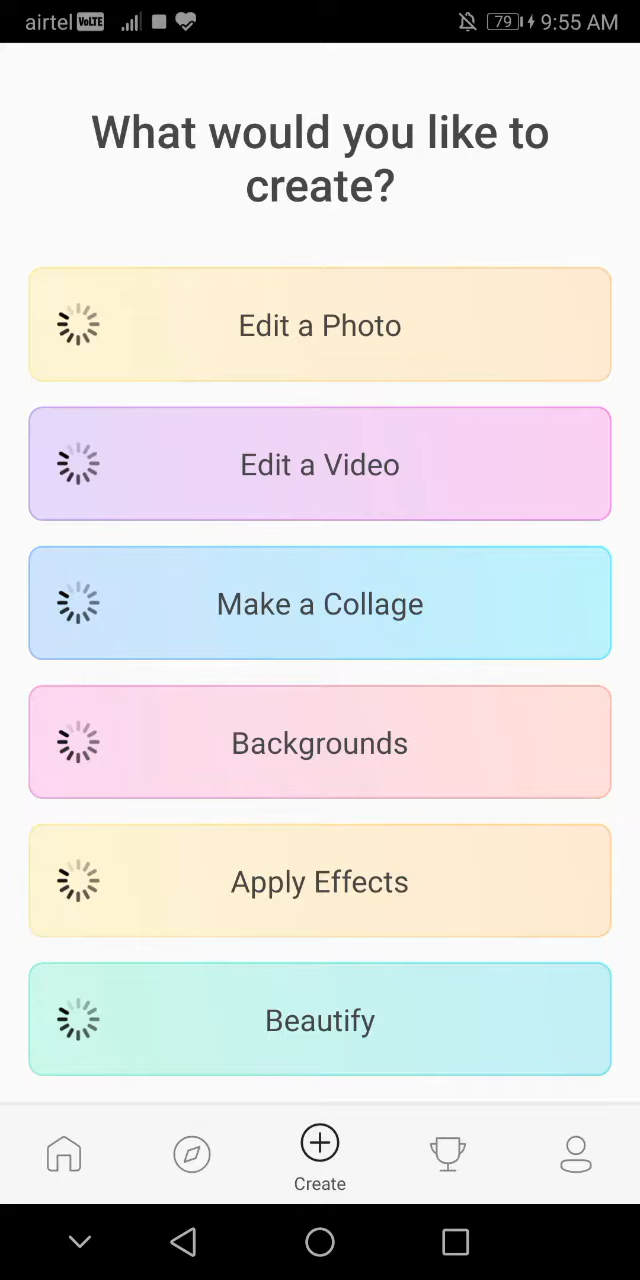 airtel VoLTE 79 9:55 AM
What would you like to
create?
Edit a Photo
Edit a Video
Make a Collage
Backgrounds
Apply Effects
Beautify
Create